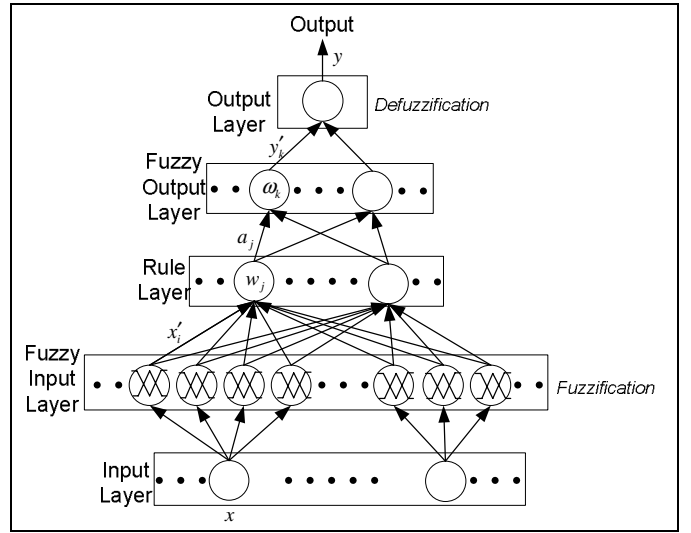 Output
y
Output
Layer
Defuzzification
y′k
Fuzzy
Output
Layer
ωk
aj
Rule
Layer
wj
x′i
Fuzzy
Input
Layer
Fuzzification
Input
Layer
x